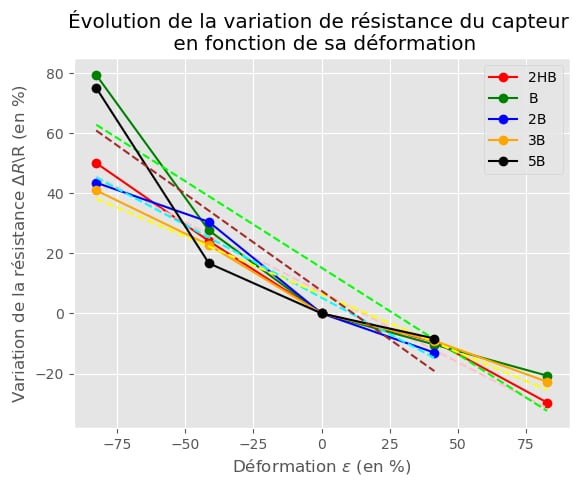 Évolution de la variation de résistance du capteur
en fonction de sa déformation
Variation de la résistance ΔR\R (en %)
80
60
40
20
0
−20
2HB
B
2B
3B
5B
−75
−50
−25
0
25
50
75
Déformation ε (en %)